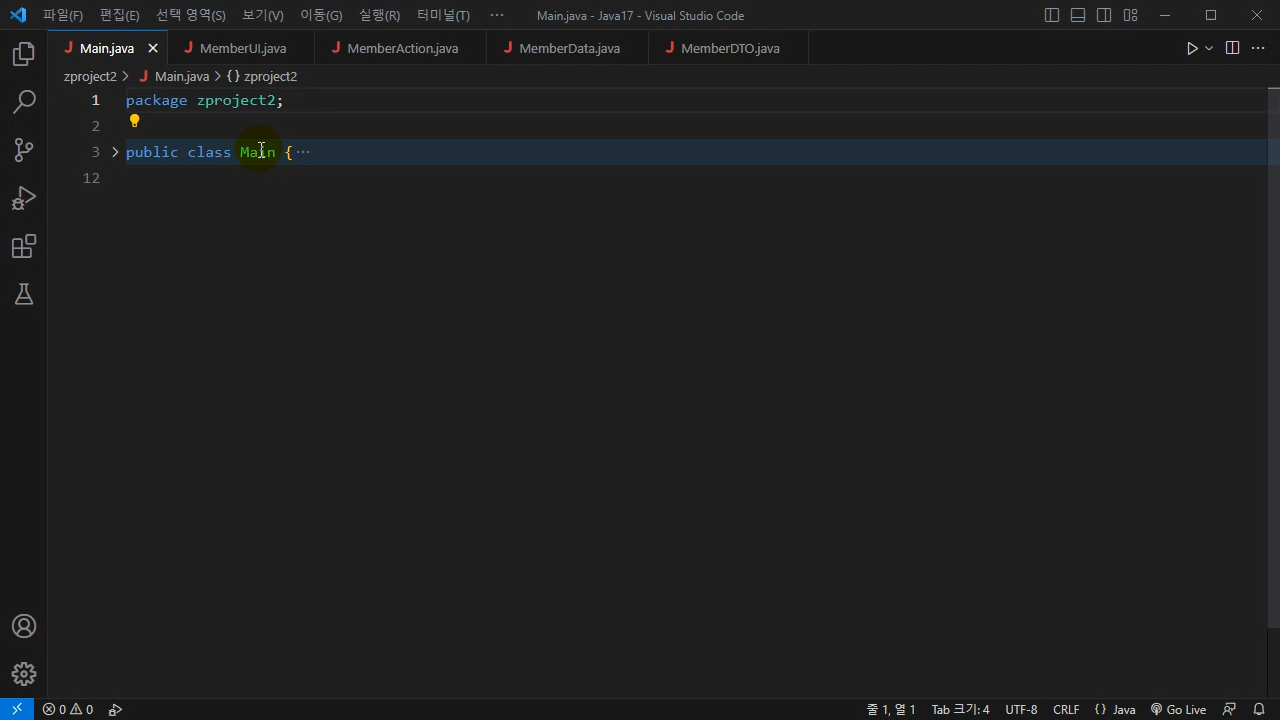 파일(F) 편집(E) 선택 영역(S) 보기(V) 이동(G) 실행(R) 터미널(T) ··· Main.java - Java17 - Visual Studio Code
J Main.java J MemberUI.java J MemberAction.java J MemberData.java J MemberDTO.java
zproject2 > J Main.java > {} zproject2
1 package zproject2;
2
3 public class Main {···
12
0 0 줄 1, 열 1 Tab 크기: 4 UTF-8 CRLF {} Java Go Live